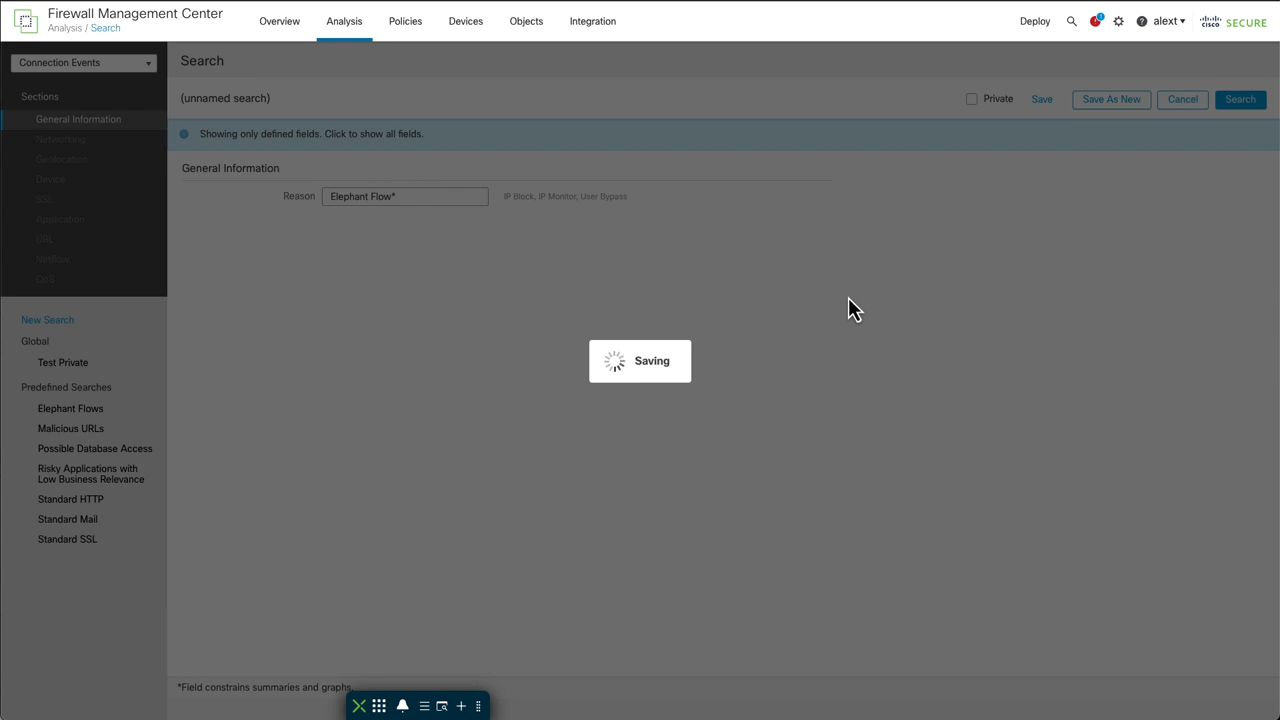 Firewall Management Center
Analysis / Search
Overview
Analysis
Policies
Devices
Objects
Integration
Deploy
alext
CISCO SECURE
Connection Events
Search
Sections
(unnamed search)
Private
Save
Save As New
Cancel
Search
General Information
Networking
Geolocation
Device
SSL
Application
URL
Netflow
QoS
Showing only defined fields. Click to show all fields.
General Information
Reason
Elephant Flow*
IP Block, IP Monitor, User Bypass
New Search
Global
Test Private
Predefined Searches
Elephant Flows
Malicious URLs
Possible Database Access
Risky Applications with
Low Business Relevance
Standard HTTP
Standard Mail
Standard SSL
Saving
*Field constrains summaries and graphs.